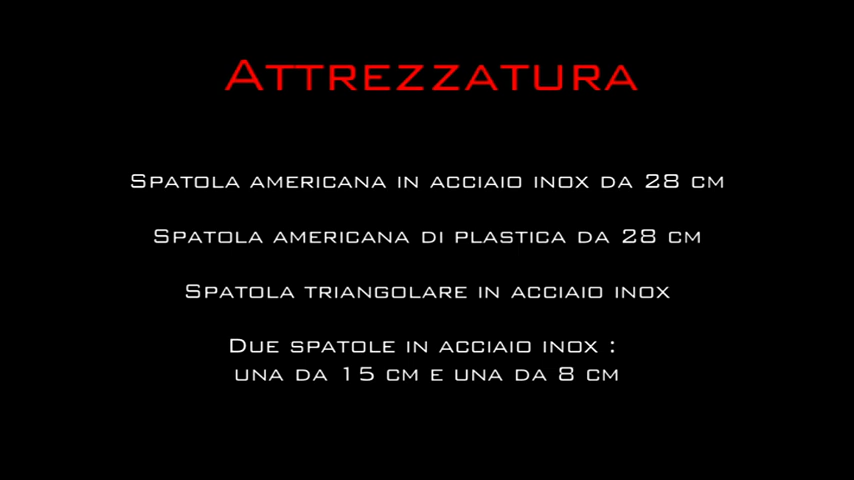 Attrezzatura
Spatola americana in acciaio inox da 28 cm
Spatola americana di plastica da 28 cm
Spatola triangolare in acciaio inox
Due spatole in acciaio inox :
una da 15 cm e una da 8 cm